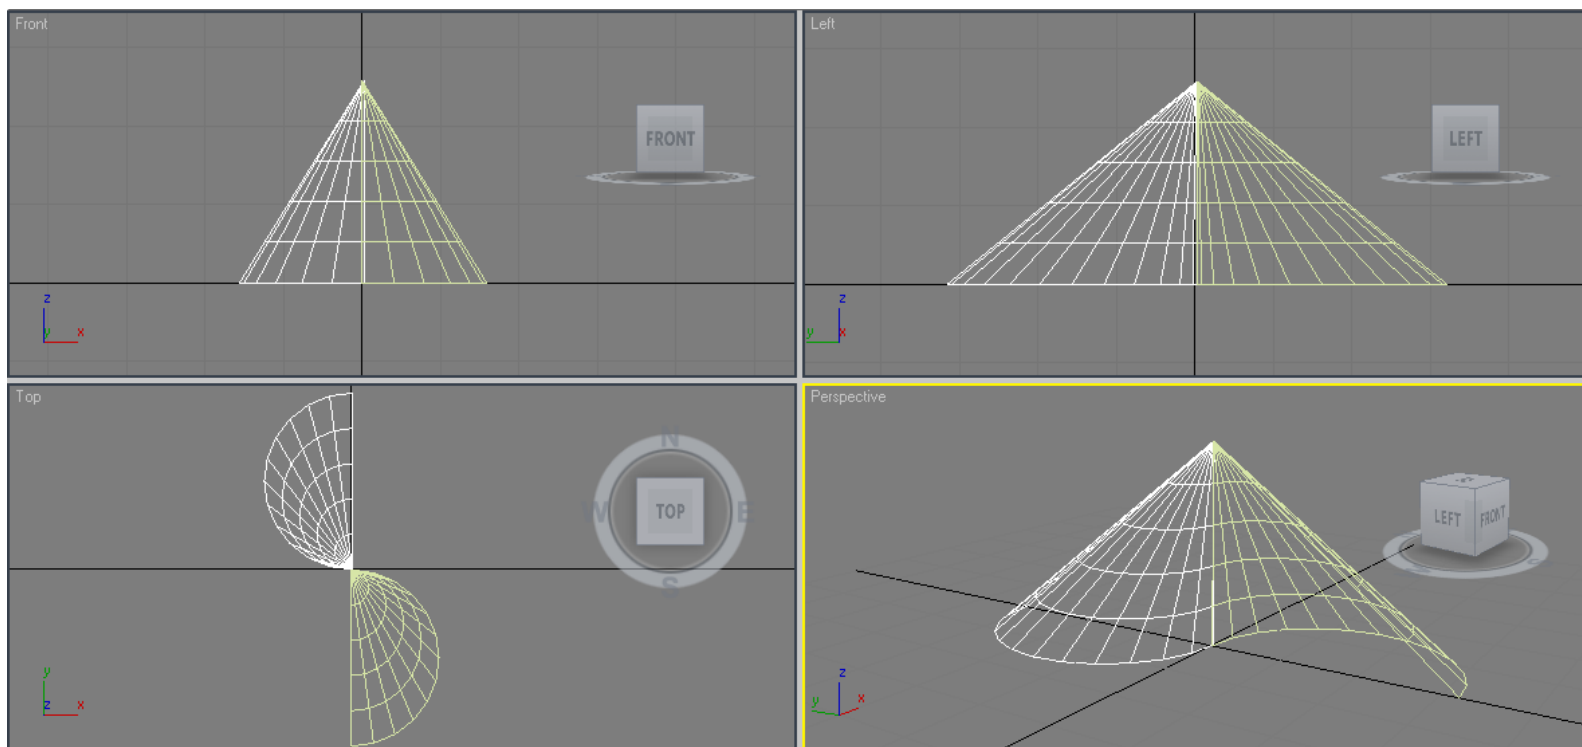 Front
FRONT
z
y x
Left
LEFT
z
y x
Top
N
W TOP E
S
y
z x
Perspective
LEFT FRONT
z
y x